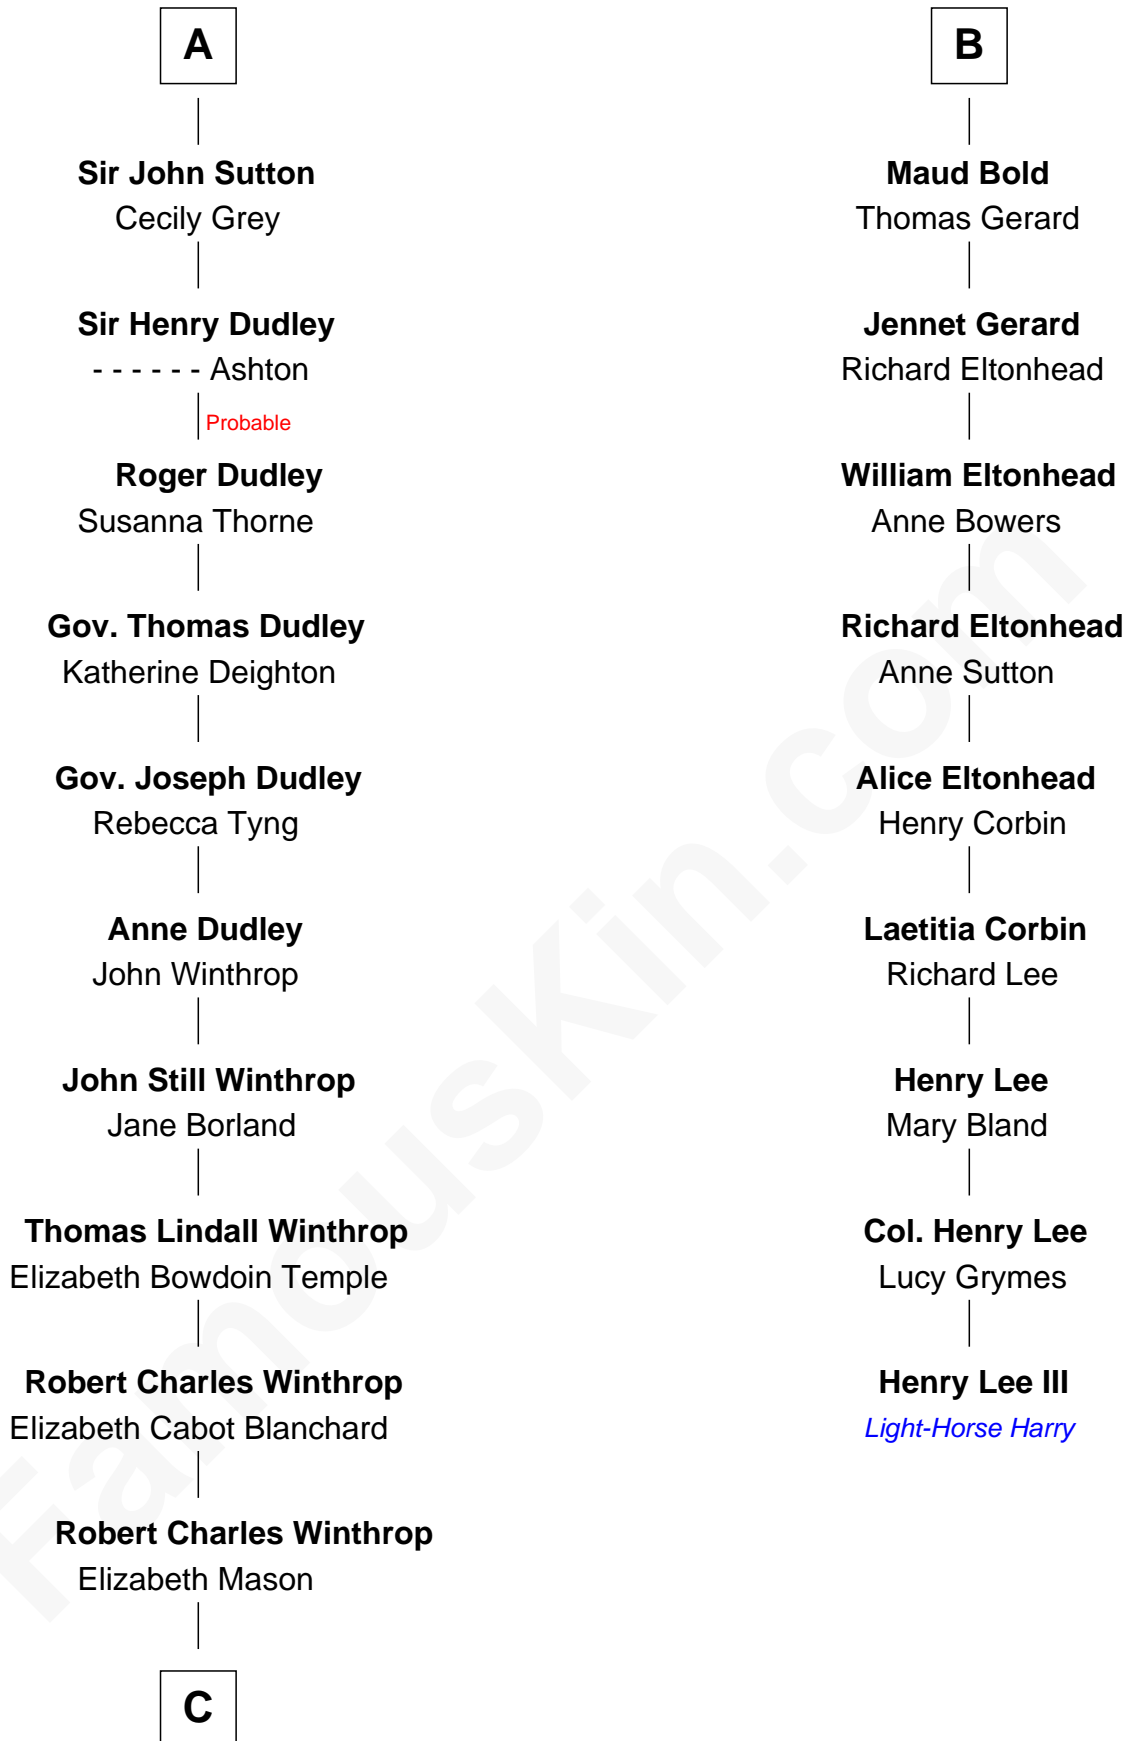 A
Sir John Sutton
Cecily Grey
Sir Henry Dudley
- - - - - - Ashton
Probable
Roger Dudley
Susanna Thorne
Gov. Thomas Dudley
Katherine Deighton
Gov. Joseph Dudley
Rebecca Tyng
Anne Dudley
John Winthrop
John Still Winthrop
Jane Borland
Thomas Lindall Winthrop
Elizabeth Bowdoin Temple
Robert Charles Winthrop
Elizabeth Cabot Blanchard
Robert Charles Winthrop
Elizabeth Mason
C
B
Maud Bold
Thomas Gerard
Jennet Gerard
Richard Eltonhead
William Eltonhead
Anne Bowers
Richard Eltonhead
Anne Sutton
Alice Eltonhead
Henry Corbin
Laetitia Corbin
Richard Lee
Henry Lee
Mary Bland
Col. Henry Lee
Lucy Grymes
Henry Lee III
Light-Horse Harry
FamousKin.com